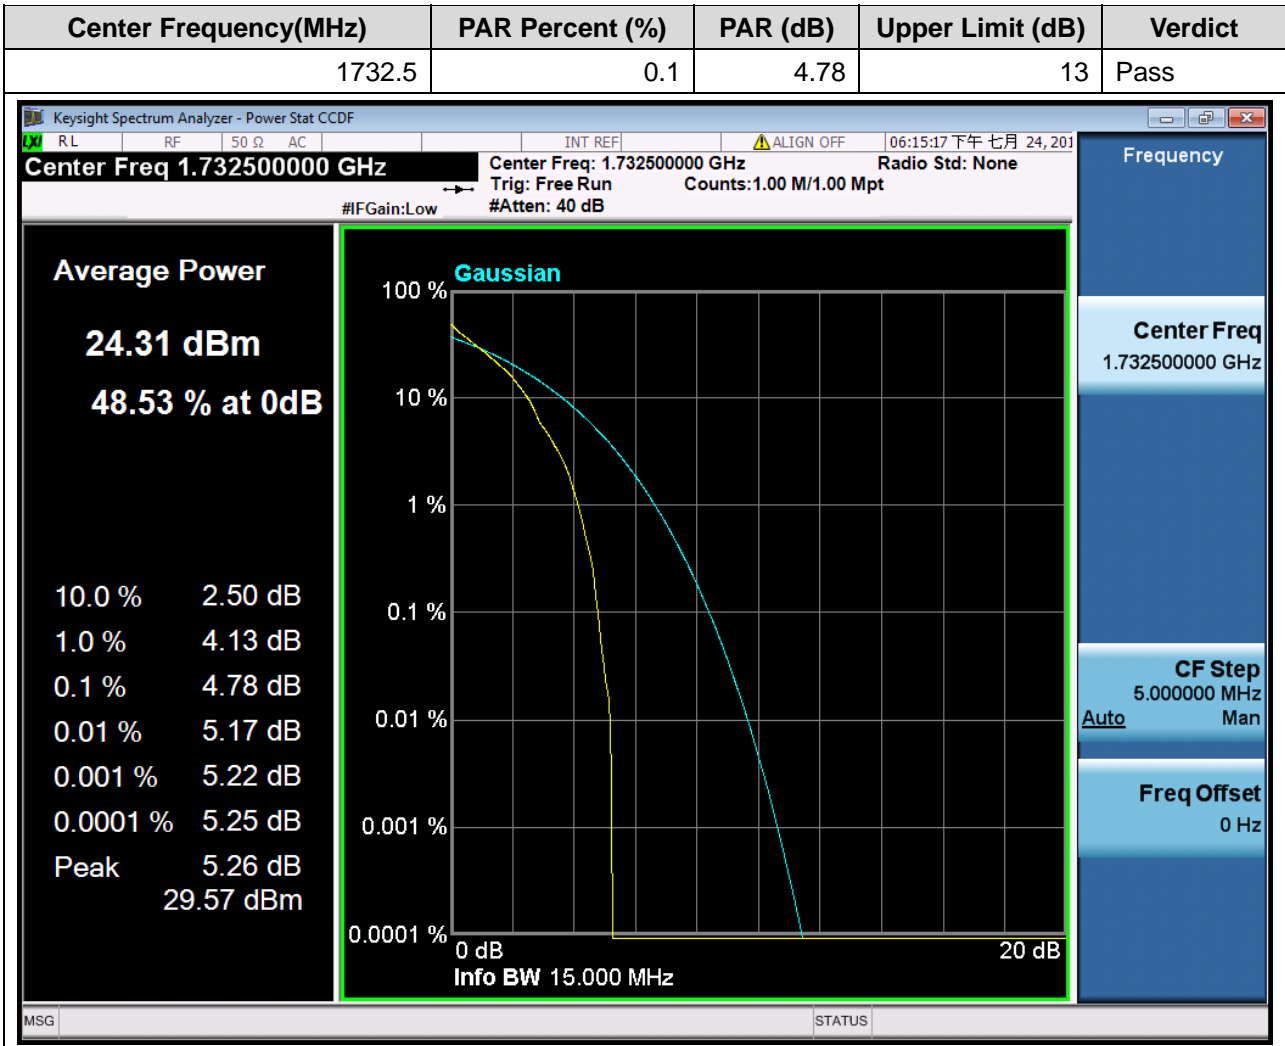 Center Frequency(MHz) PAR Percent (%) PAR (dB) Upper Limit (dB) Verdict
1732.5 0.1 4.78 13 Pass
Keysight Spectrum Analyzer - Power Stat CCDF
LXI RL RF 50 Ω AC INT REF ALIGN OFF 06:15:17 下午 七月 24, 201
Center Freq 1.732500000 GHz
Center Freq: 1.732500000 GHz Radio Std: None
Trig: Free Run Counts:1.00 M/1.00 Mpt
#IFGain:Low #Atten: 40 dB
Average Power
24.31 dBm
48.53 % at 0dB
10.0 % 2.50 dB
1.0 % 4.13 dB
0.1 % 4.78 dB
0.01 % 5.17 dB
0.001 % 5.22 dB
0.0001 % 5.25 dB
Peak 5.26 dB
29.57 dBm
Gaussian
100 %
10 %
1 %
0.1 %
0.01 %
0.001 %
0.0001 %
0 dB 20 dB
Info BW 15.000 MHz
Frequency
Center Freq
1.732500000 GHz
CF Step
5.000000 MHz
Auto Man
Freq Offset
0 Hz
MSG STATUS